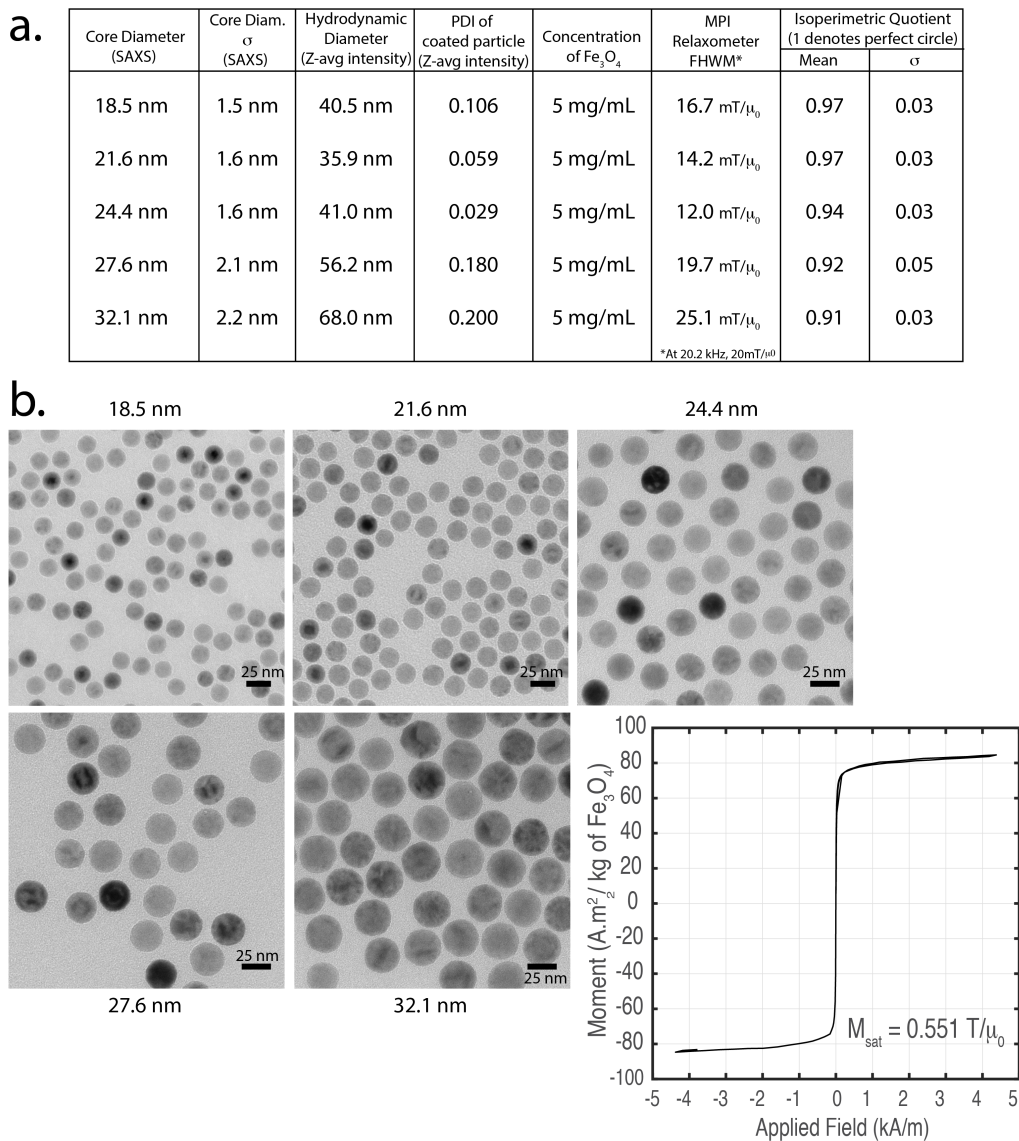 a.
Core Diameter
(SAXS)
Core Diam.
σ
(SAXS)
Hydrodynamic
Diameter
(Z-avg intensity)
PDI of
coated particle
(Z-avg intensity)
Concentration
of Fe₃O₄
MPI
Relaxometer
FHWM*
Isoperimetric Quotient
(1 denotes perfect circle)
Mean
σ
18.5 nm 1.5 nm 40.5 nm 0.106 5 mg/mL 16.7 mT/μ₀ 0.97 0.03
21.6 nm 1.6 nm 35.9 nm 0.059 5 mg/mL 14.2 mT/μ₀ 0.97 0.03
24.4 nm 1.6 nm 41.0 nm 0.029 5 mg/mL 12.0 mT/μ₀ 0.94 0.03
27.6 nm 2.1 nm 56.2 nm 0.180 5 mg/mL 19.7 mT/μ₀ 0.92 0.05
32.1 nm 2.2 nm 68.0 nm 0.200 5 mg/mL 25.1 mT/μ₀ 0.91 0.03
*At 20.2 kHz, 20mT/μ0
b.
18.5 nm
21.6 nm
24.4 nm
25 nm
25 nm
25 nm
25 nm
25 nm
27.6 nm
32.1 nm
Moment (A.m²₂/ kg of Fe₃O₄)
100
80
60
40
20
0
-20
-40
-60
-80
-100
M_sat = 0.551 T/μ₀
-5 -4 -3 -2 -1 0 1 2 3 4 5
Applied Field (kA/m)